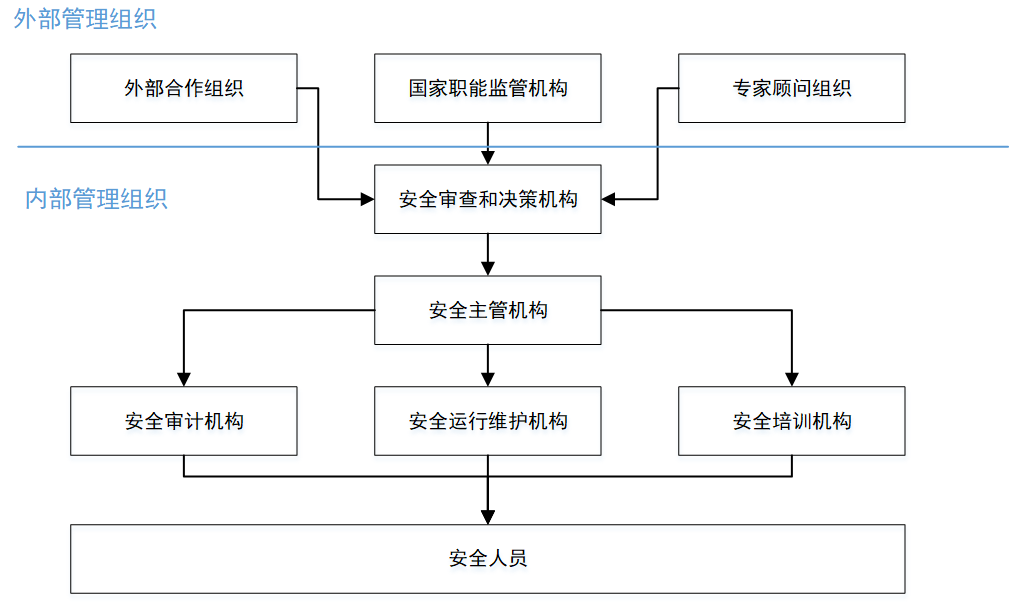 外部管理组织
外部合作组织
国家职能监管机构
专家顾问组织
内部管理组织
安全审查和决策机构
安全主管机构
安全审计机构
安全运行维护机构
安全培训机构
安全人员